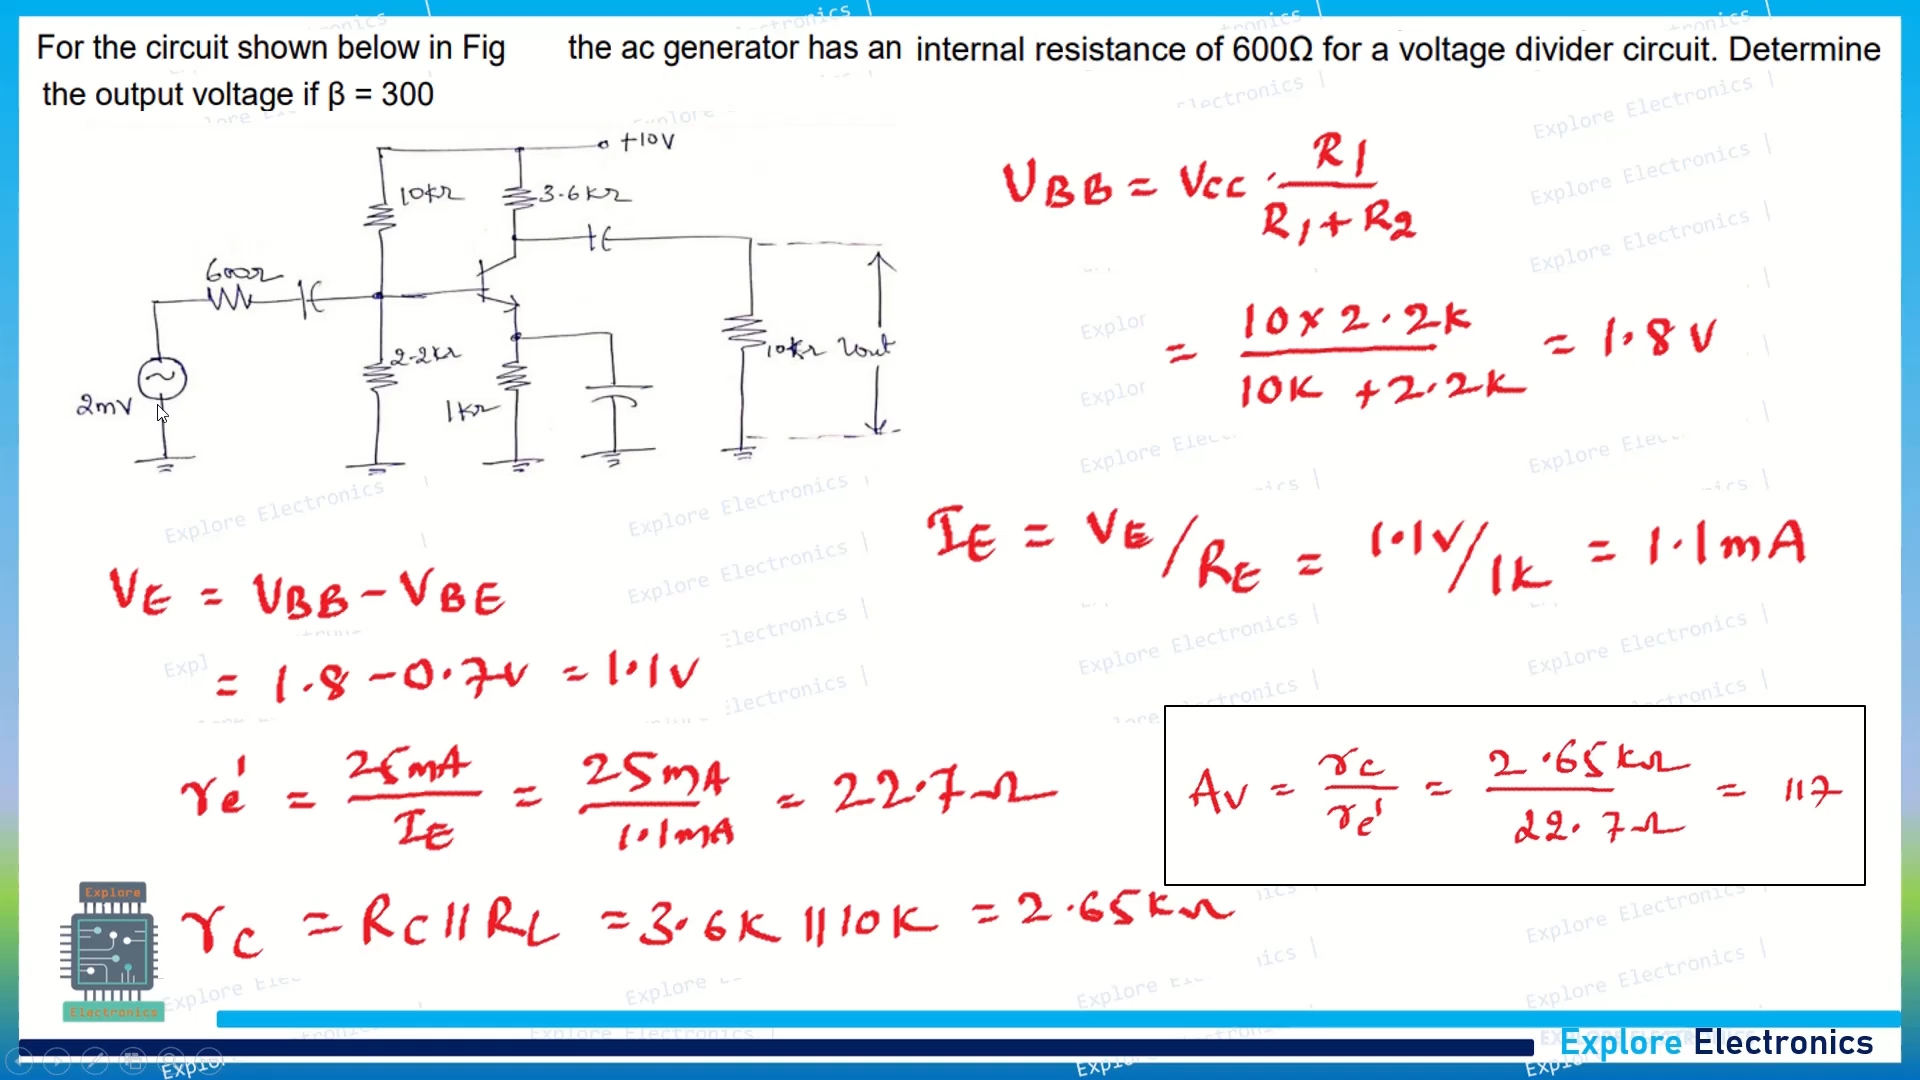 For the circuit shown below in Fig the ac generator has an internal resistance of 600Ω for a voltage divider circuit. Determine
the output voltage if β = 300
+10V
10KΩ
3.6KΩ
600Ω
2.2KΩ
10KΩ Vout
2mV
1KΩ
VBB = VCC . R1 / R1 + R2
= 10 x 2.2K / 10K + 2.2K = 1.8V
IE = VE / RE = 1.1V / 1K = 1.1mA
VE = VBB - VBE
= 1.8 - 0.7V = 1.1V
re' = 25mA / IE = 25mA / 1.1mA = 22.7Ω
AV = rc / re' = 2.65KΩ / 22.7Ω = 117
rc = RC || RL = 3.6K || 10K = 2.65KΩ
Explore
Electronics
Explore Electronics